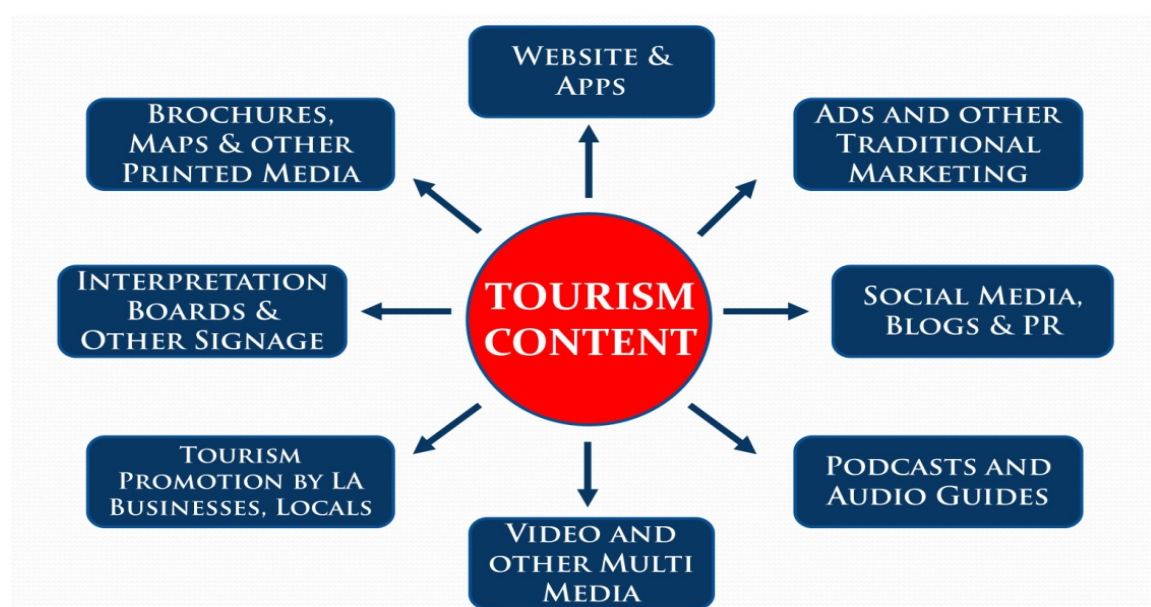 WEBSITE &
APPS
BROCHURES,
MAPS & OTHER
PRINTED MEDIA
ADS AND OTHER
TRADITIONAL
MARKETING
INTERPRETATION
BOARDS &
OTHER SIGNAGE
TOURISM
CONTENT
SOCIAL MEDIA,
BLOGS & PR
TOURISM
PROMOTION BY LA
BUSINESSES, LOCALS
PODCASTS AND
AUDIO GUIDES
VIDEO AND
OTHER MULTI
MEDIA